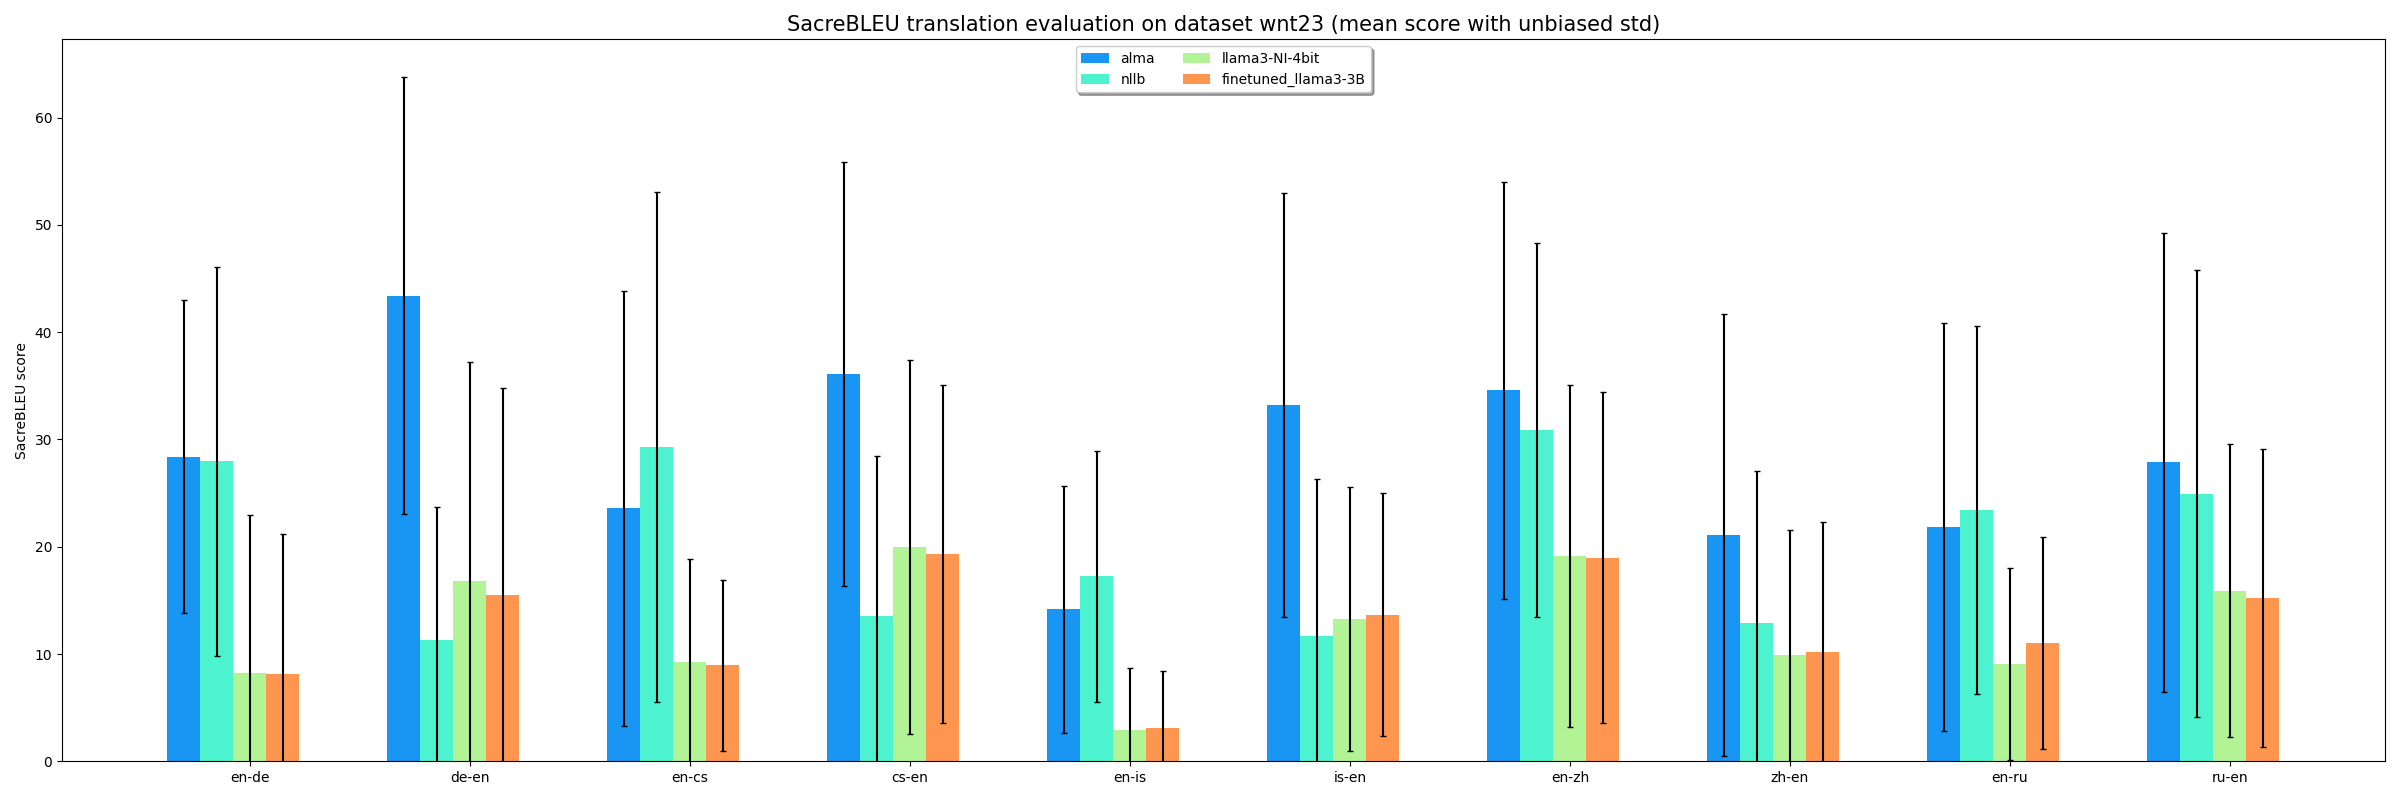 SacreBLEU translation evaluation on dataset wnt23 (mean score with unbiased std)
alma
nllb
llama3-NI-4bit
finetuned_llama3-3B
SacreBLEU score
60
50
40
30
20
10
0
en-de de-en en-cs cs-en en-is is-en en-zh zh-en en-ru ru-en